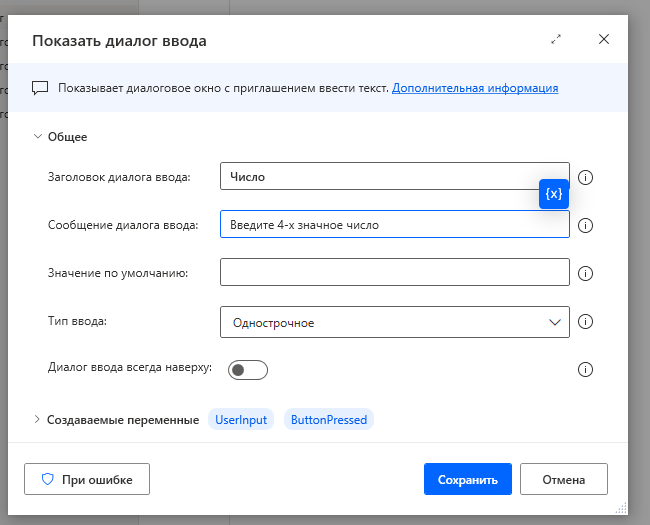 Показать диалог ввода
Показывает диалоговое окно с приглашением ввести текст. Дополнительная информация
Общее
Заголовок диалога ввода:
Число
{x}
Сообщение диалога ввода:
Введите 4-х значное число
Значение по умолчанию:
Тип ввода:
Однострочное
Диалог ввода всегда наверху:
Создаваемые переменные UserInput ButtonPressed
При ошибке
Сохранить
Отмена